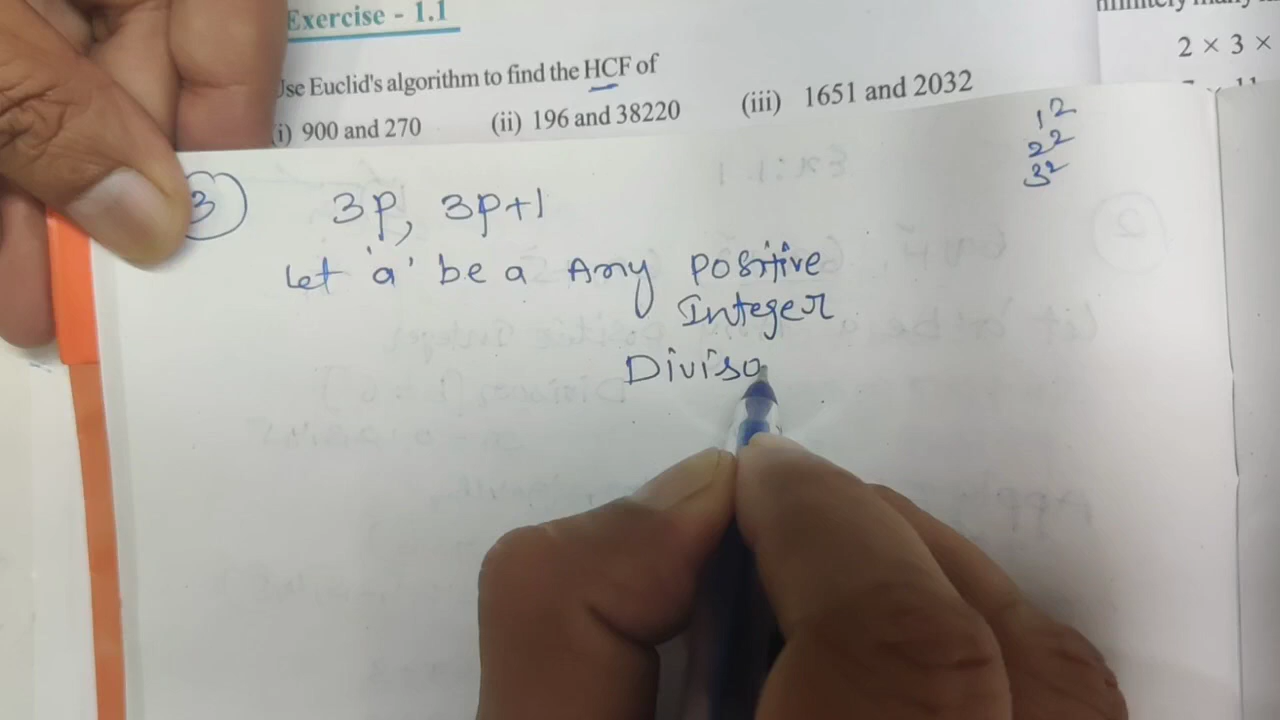 Exercise - 1.1
Use Euclid's algorithm to find the HCF of
(i) 900 and 270 (ii) 196 and 38220 (iii) 1651 and 2032
2 × 3 ×
1²
2²
3²
3 3p, 3p+1
Let 'a' be a Any Positive
Integer
Diviso